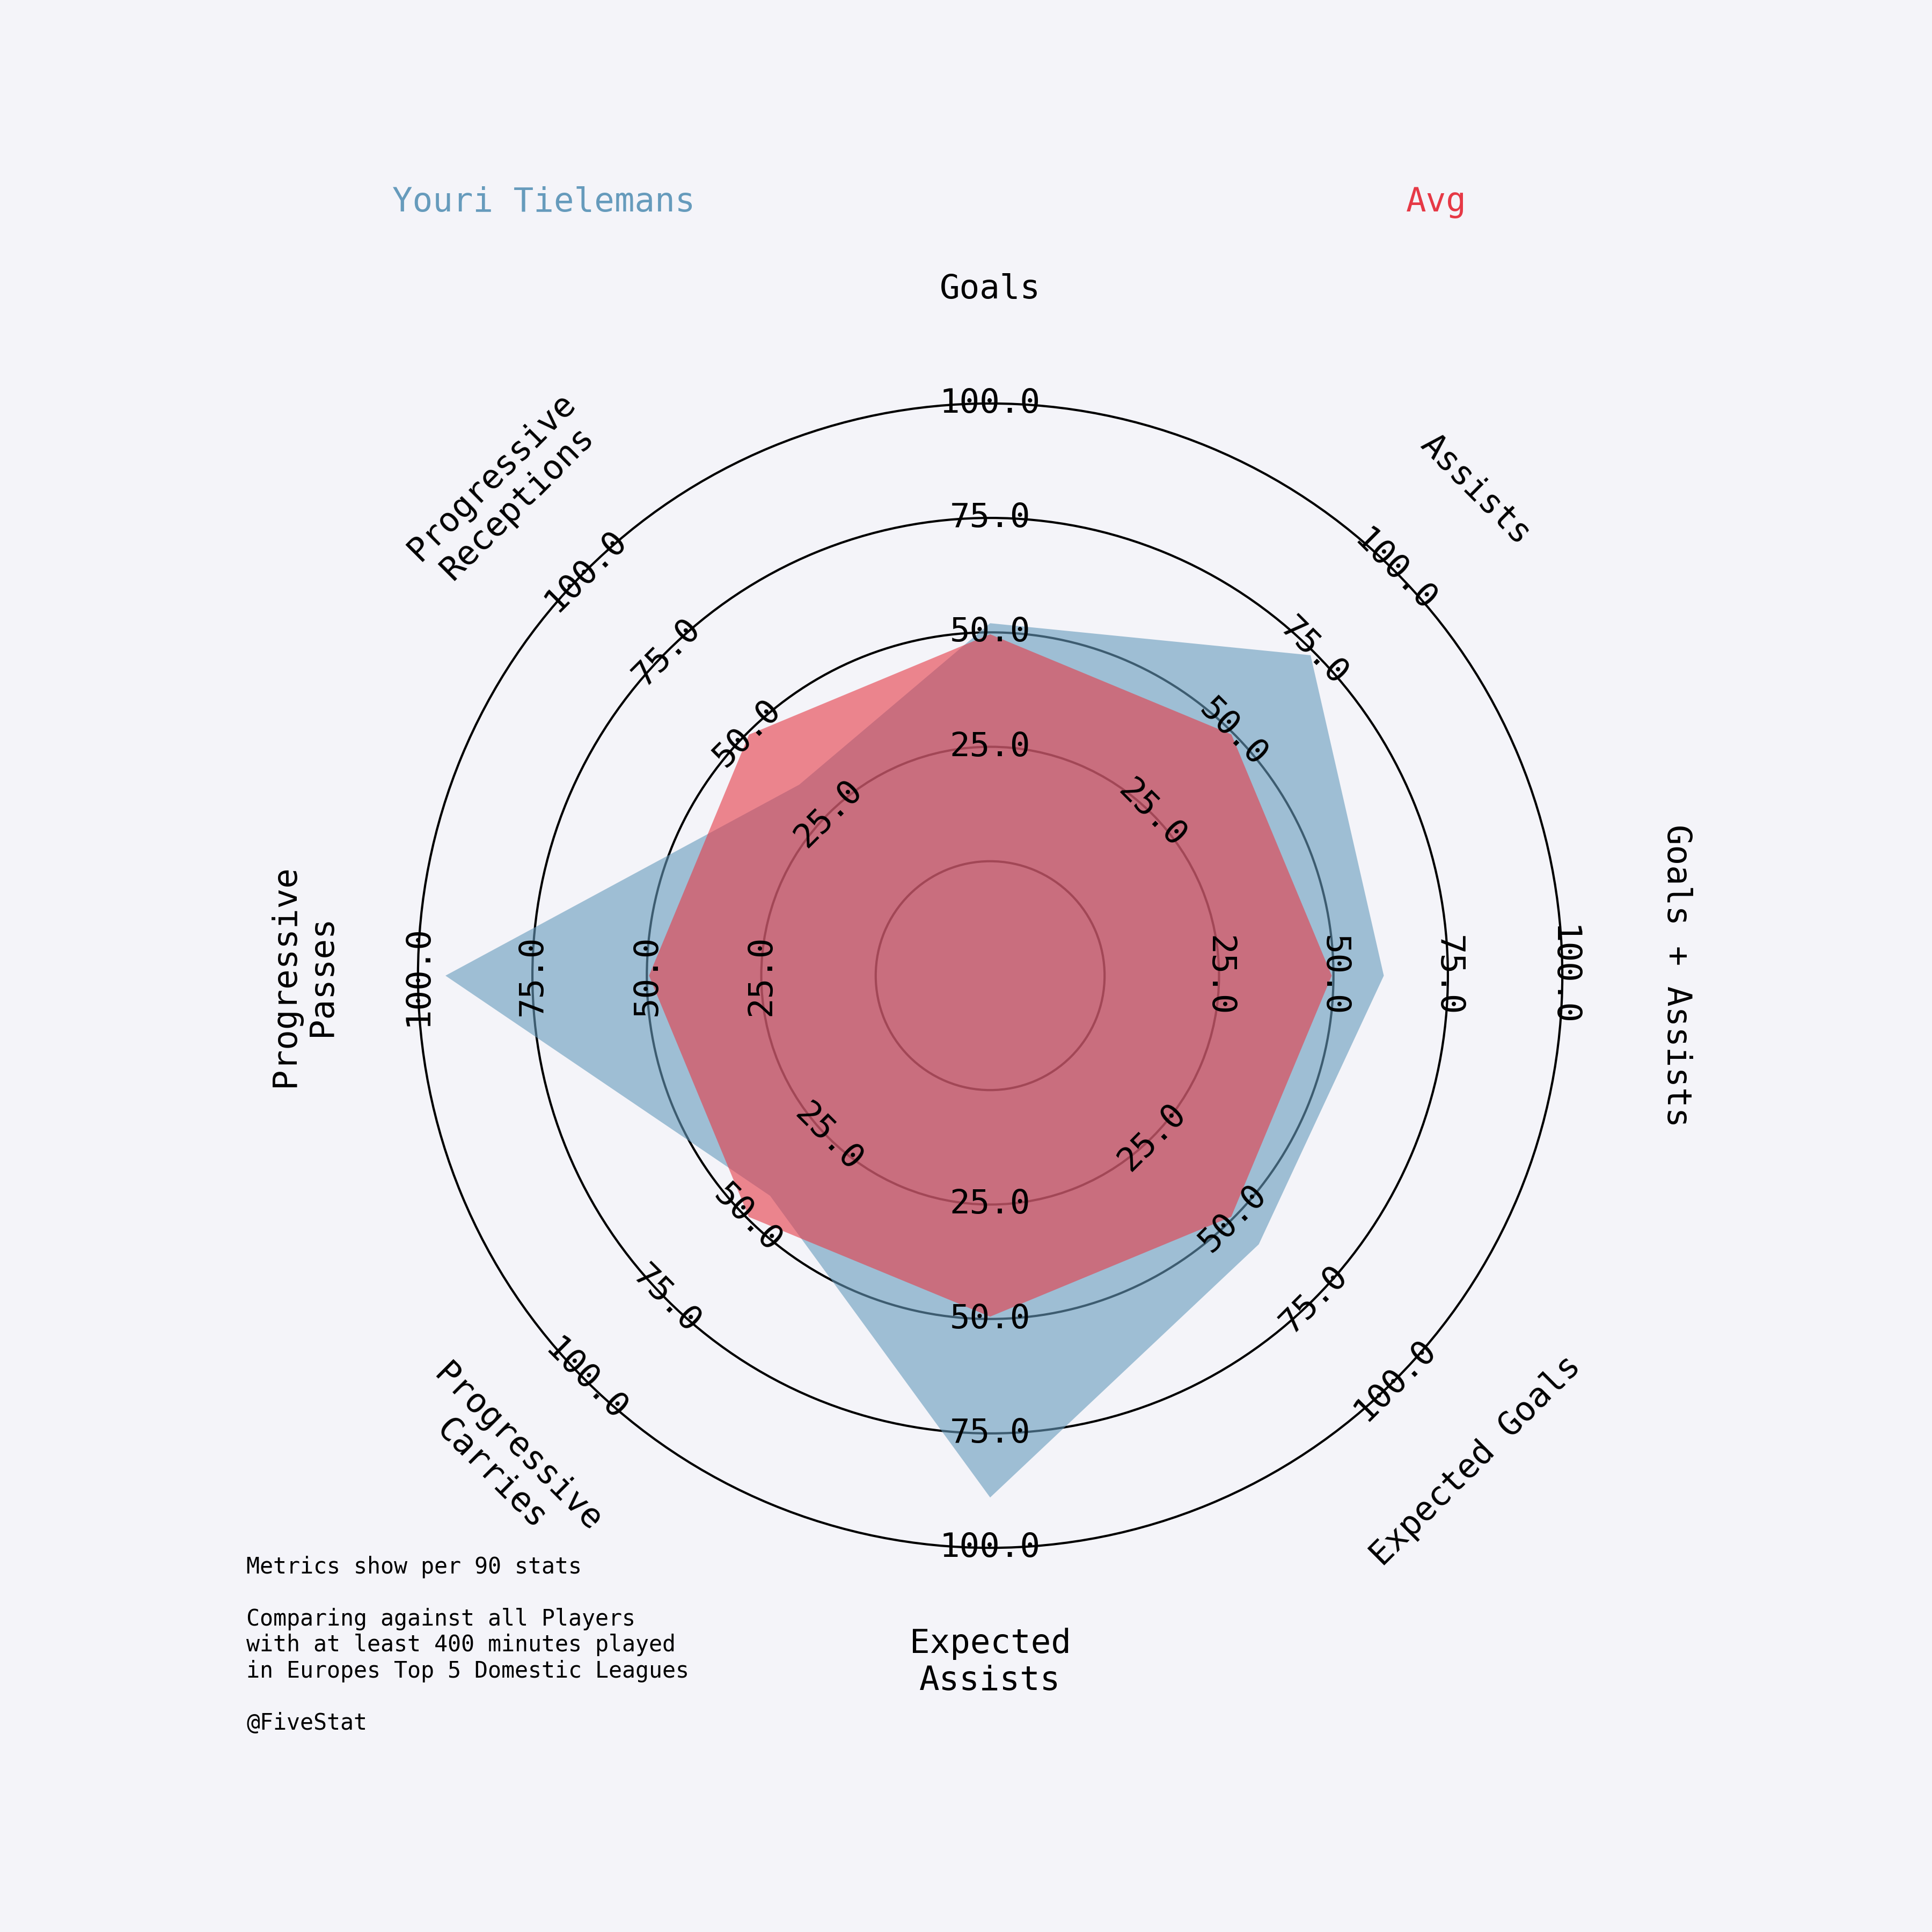 Youri Tielemans
Avg
Goals
Assists
Goals + Assists
Expected Goals
Expected
Assists
Progressive
Carries
Progressive
Passes
Progressive
Receptions
25.0
50.0
75.0
100.0
25.0
50.0
75.0
100.0
25.0
50.0
75.0
100.0
25.0
50.0
75.0
100.0
25.0
50.0
75.0
100.0
25.0
50.0
75.0
100.0
25.0
50.0
75.0
100.0
25.0
50.0
75.0
100.0
Metrics show per 90 stats
Comparing against all Players
with at least 400 minutes played
in Europes Top 5 Domestic Leagues
@FiveStat